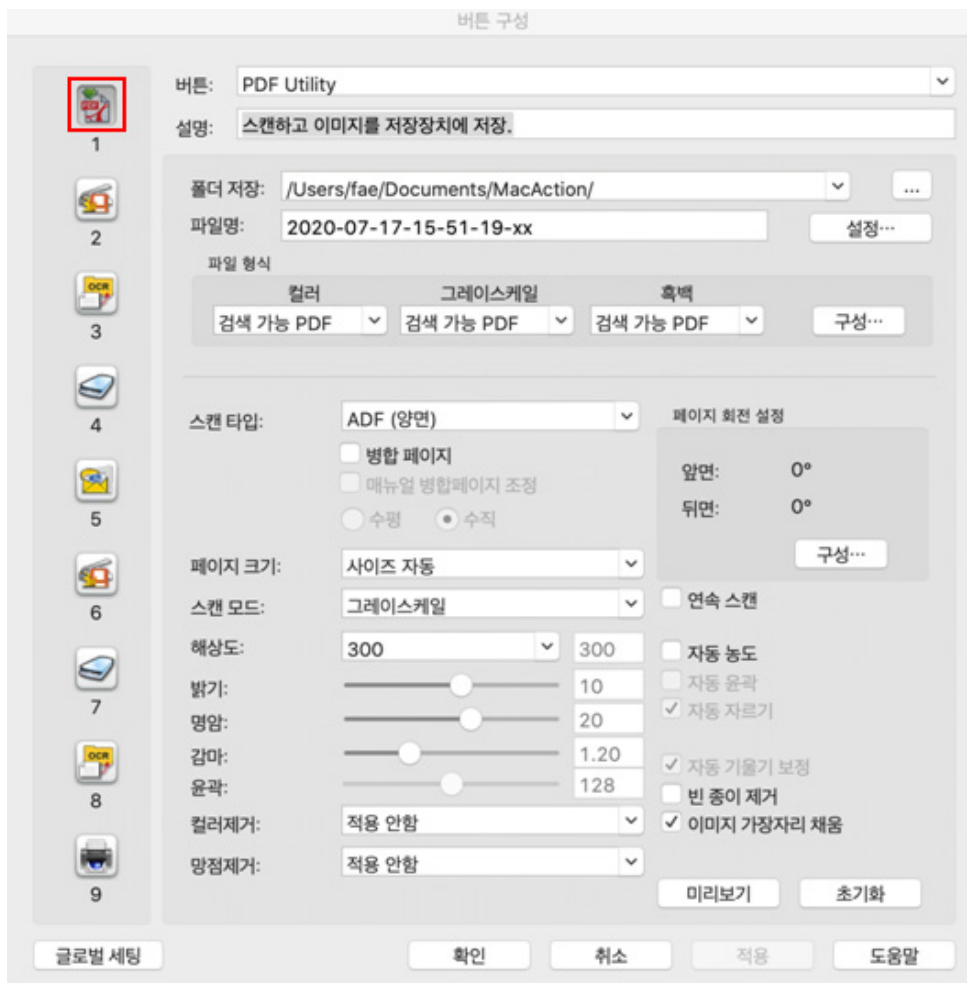 버튼 구성
1
2
3
4
5
6
7
8
9
버튼: PDF Utility
설명: 스캔하고 이미지를 저장장치에 저장.
폴더 저장: /Users/fae/Documents/MacAction/ ...
파일명: 2020-07-17-15-51-19-xx 설정...
파일 형식
컬러 그레이스케일 흑백
검색 가능 PDF 검색 가능 PDF 검색 가능 PDF 구성...
스캔 타입: ADF (양면)
병합 페이지
매뉴얼 병합페이지 조정
수평 수직
페이지 회전 설정
앞면: 0°
뒤면: 0°
구성...
페이지 크기: 사이즈 자동
스캔 모드: 그레이스케일
해상도: 300 300
밝기: 10
명암: 20
감마: 1.20
윤곽: 128
컬러제거: 적용 안함
망점제거: 적용 안함
연속 스캔
자동 농도
자동 윤곽
자동 자르기
자동 기울기 보정
빈 종이 제거
이미지 가장자리 채움
미리보기 초기화
글로벌 세팅 확인 취소 적용 도움말